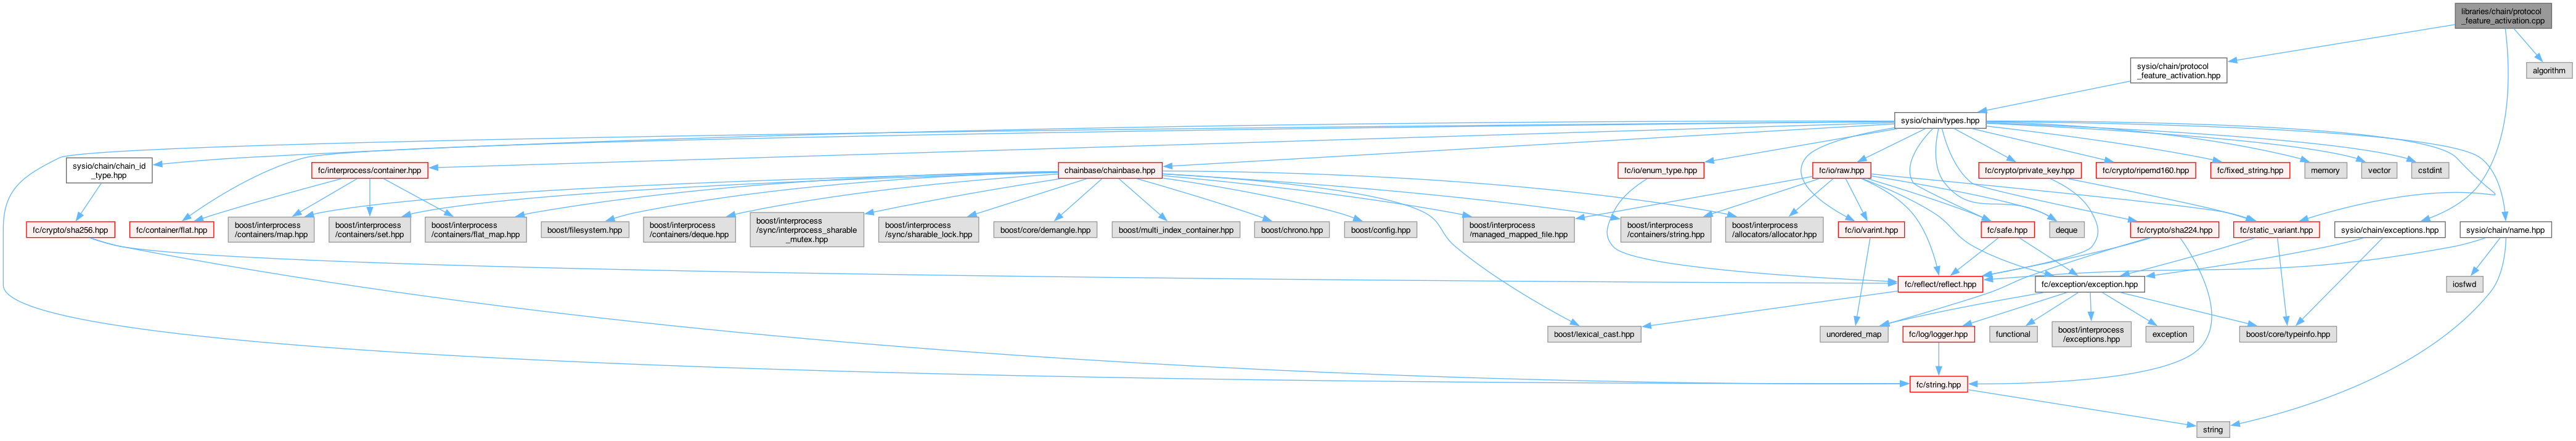 libraries/chain/protocol
_feature_activation.cpp
sysio/chain/protocol
_feature_activation.hpp
algorithm
sysio/chain/types.hpp
sysio/chain/chain_id
_type.hpp
fc/interprocess/container.hpp
chainbase/chainbase.hpp
fc/io/enum_type.hpp
fc/io/raw.hpp
fc/crypto/private_key.hpp
fc/crypto/ripemd160.hpp
fc/fixed_string.hpp
memory
vector
cstdint
fc/crypto/sha256.hpp
fc/container/flat.hpp
boost/interprocess
/containers/map.hpp
boost/interprocess
/containers/set.hpp
boost/interprocess
/containers/flat_map.hpp
boost/filesystem.hpp
boost/interprocess
/containers/deque.hpp
boost/interprocess
/sync/interprocess_sharable
_mutex.hpp
boost/interprocess
/sync/sharable_lock.hpp
boost/core/demangle.hpp
boost/multi_index_container.hpp
boost/chrono.hpp
boost/config.hpp
boost/interprocess
/managed_mapped_file.hpp
boost/interprocess
/containers/string.hpp
boost/interprocess
/allocators/allocator.hpp
fc/io/varint.hpp
fc/safe.hpp
deque
fc/crypto/sha224.hpp
fc/static_variant.hpp
sysio/chain/exceptions.hpp
sysio/chain/name.hpp
fc/reflect/reflect.hpp
fc/exception/exception.hpp
iosfwd
boost/lexical_cast.hpp
unordered_map
fc/log/logger.hpp
functional
boost/interprocess
/exceptions.hpp
exception
boost/core/typeinfo.hpp
fc/string.hpp
string